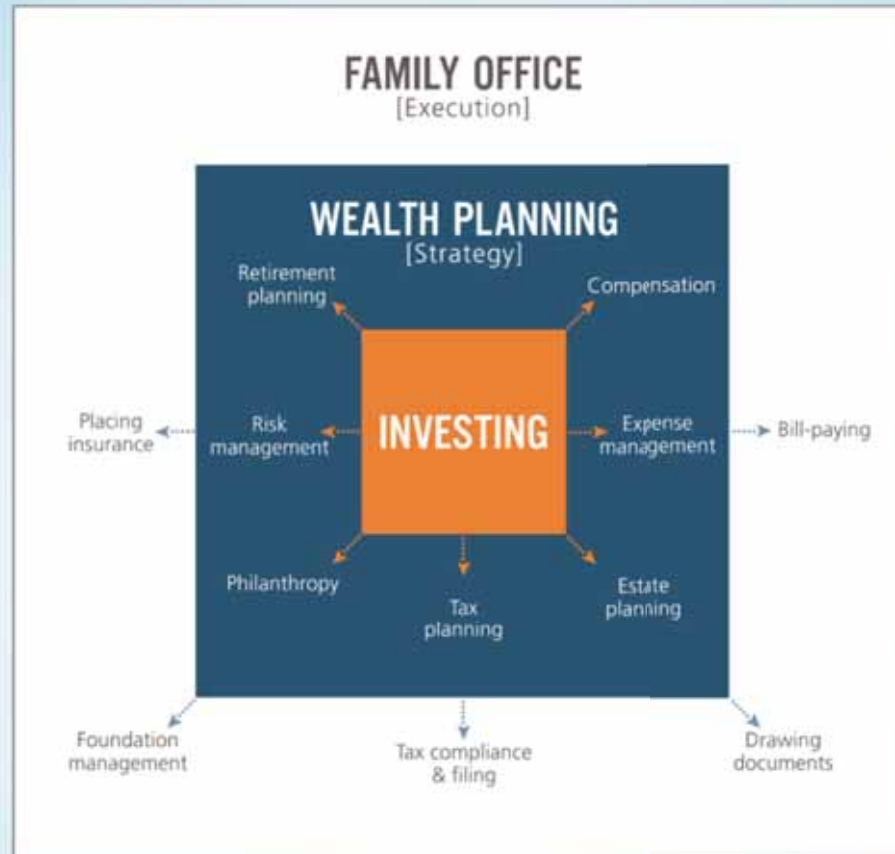 FAMILY OFFICE
[Execution]
WEALTH PLANNING
[Strategy]
Retirement
planning
Compensation
Placing
insurance
Risk
management
INVESTING
Expense
management
Bill-paying
Philanthropy
Tax
planning
Estate
planning
Foundation
management
Tax compliance
& filing
Drawing
documents